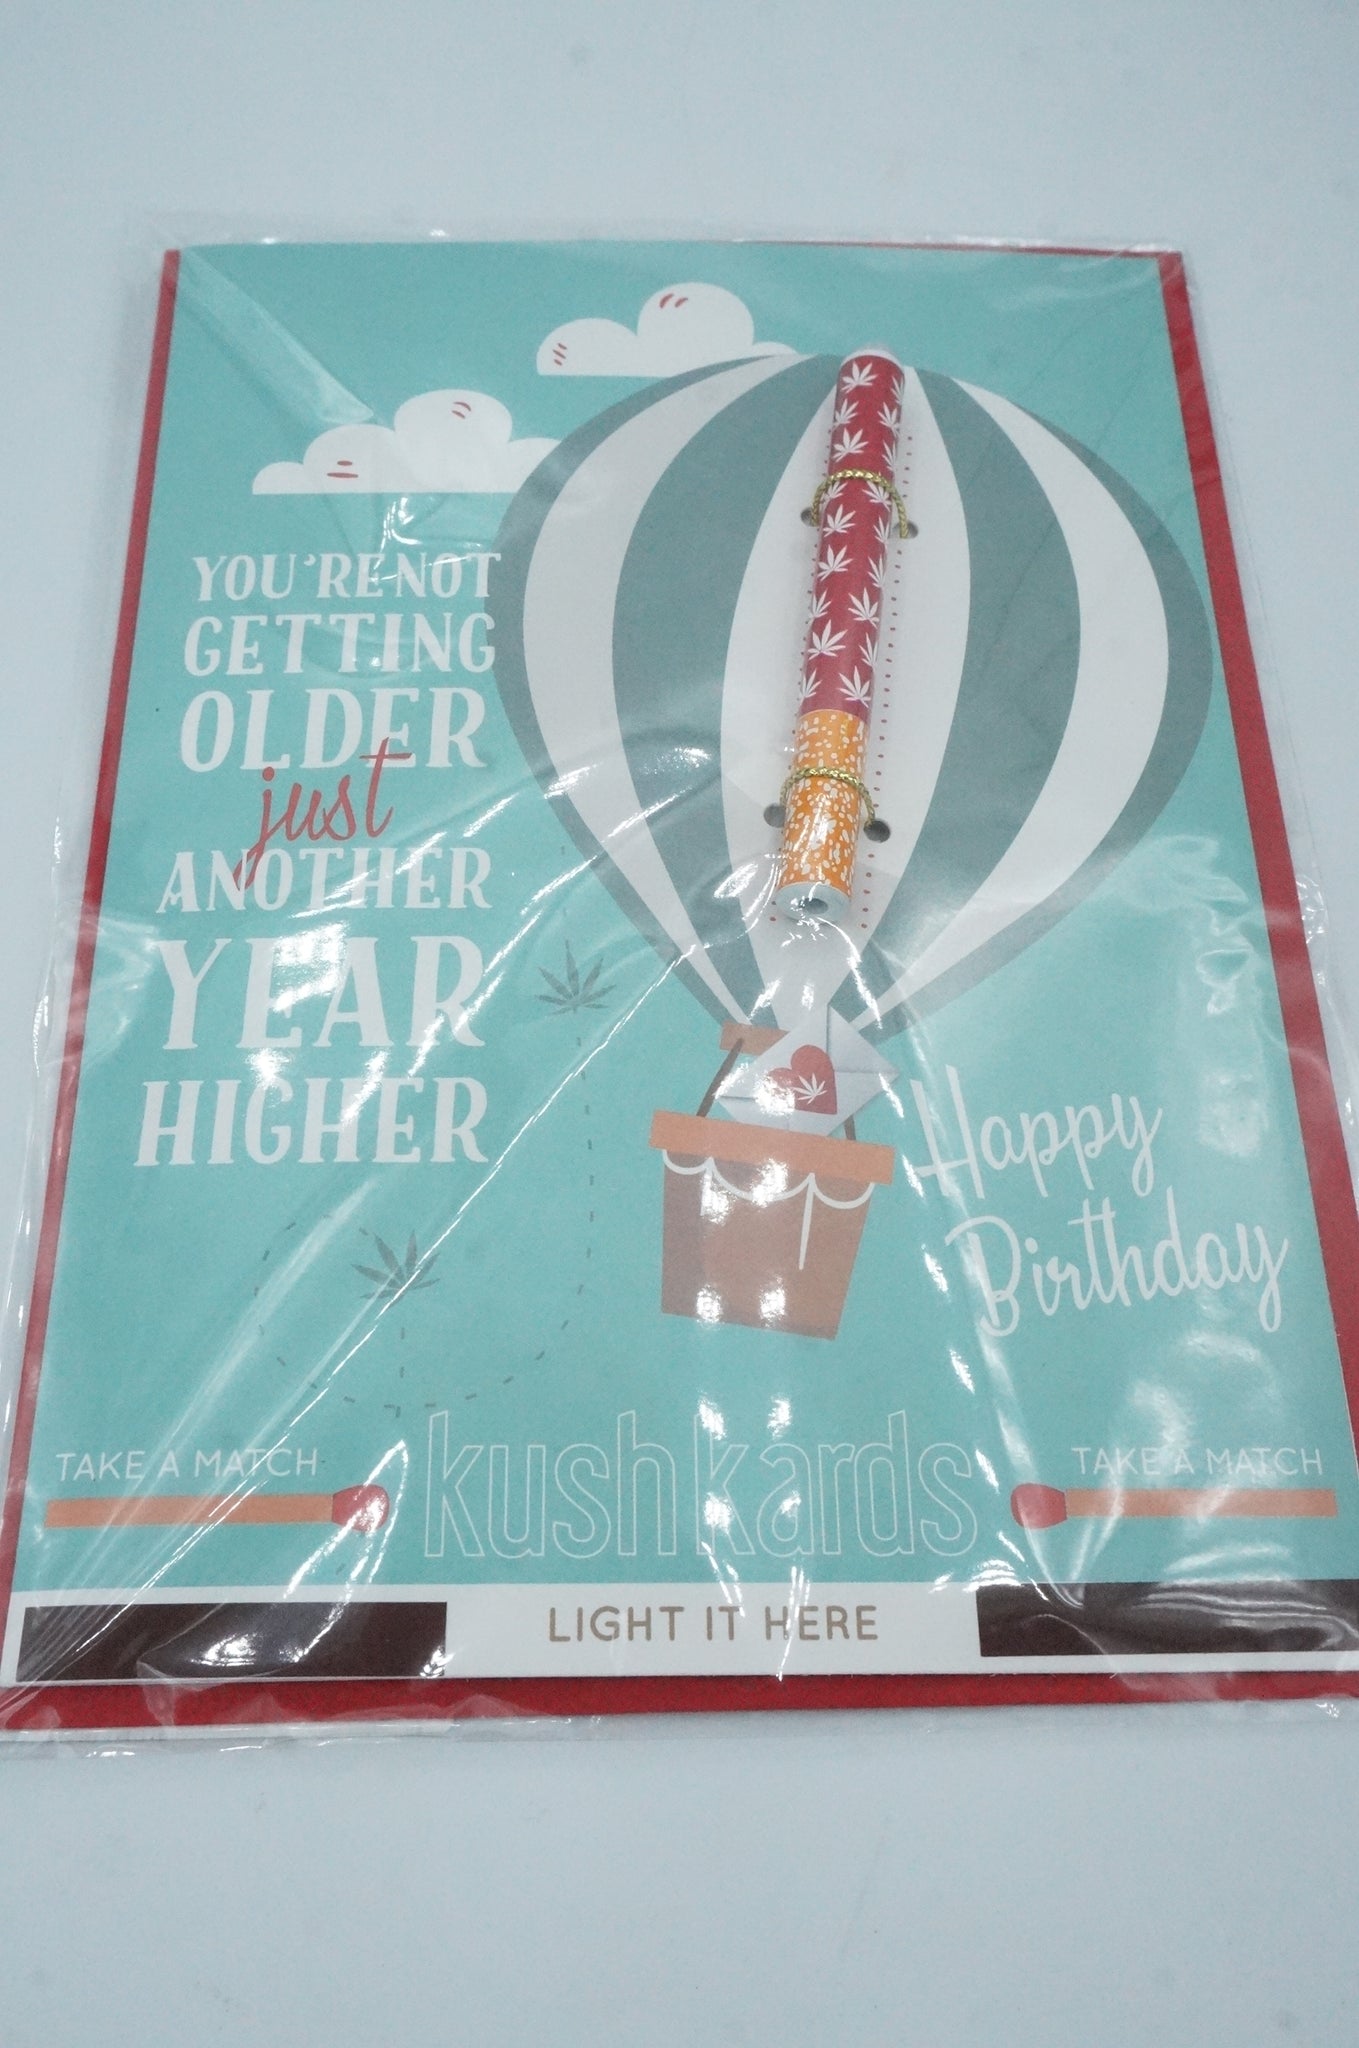 YOU'RE NOT
GETTING
OLDER
just
ANOTHER
YEAR
HIGHER
Happy
Birthday
TAKE A MATCH
kush kards
TAKE A MATCH
LIGHT IT HERE